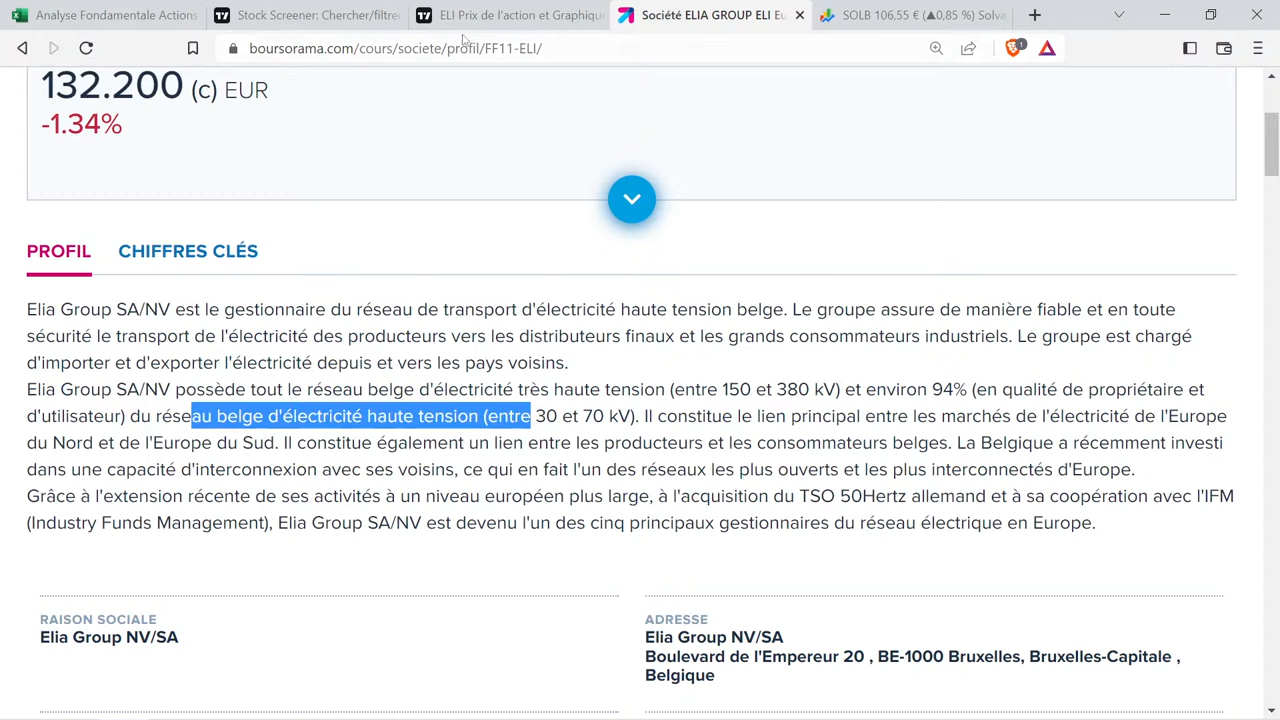 Analyse Fondamentale Actions
Stock Screener: Chercher filtrer
ELI Prix de l'action et Graphique
Société ELIA GROUP ELI Eu
SOLB 106,55 € (▲0,85 %) Solva
boursorama.com/cours/societe/profil/FF11-ELI/
1
132.200 (c) EUR
-1.34%
PROFIL CHIFFRES CLÉS
Elia Group SA/NV est le gestionnaire du réseau de transport d'électricité haute tension belge. Le groupe assure de manière fiable et en toute
sécurité le transport de l'électricité des producteurs vers les distributeurs finaux et les grands consommateurs industriels. Le groupe est chargé
d'importer et d'exporter l'électricité depuis et vers les pays voisins.
Elia Group SA/NV possède tout le réseau belge d'électricité très haute tension (entre 150 et 380 kV) et environ 94% (en qualité de propriétaire et
d'utilisateur) du réseau belge d'électricité haute tension (entre 30 et 70 kV). Il constitue le lien principal entre les marchés de l'électricité de l'Europe
du Nord et de l'Europe du Sud. Il constitue également un lien entre les producteurs et les consommateurs belges. La Belgique a récemment investi
dans une capacité d'interconnexion avec ses voisins, ce qui en fait l'un des réseaux les plus ouverts et les plus interconnectés d'Europe.
Grâce à l'extension récente de ses activités à un niveau européen plus large, à l'acquisition du TSO 50Hertz allemand et à sa coopération avec l'IFM
(Industry Funds Management), Elia Group SA/NV est devenu l'un des cinq principaux gestionnaires du réseau électrique en Europe.
RAISON SOCIALE
Elia Group NV/SA
ADRESSE
Elia Group NV/SA
Boulevard de l'Empereur 20 , BE-1000 Bruxelles, Bruxelles-Capitale ,
Belgique